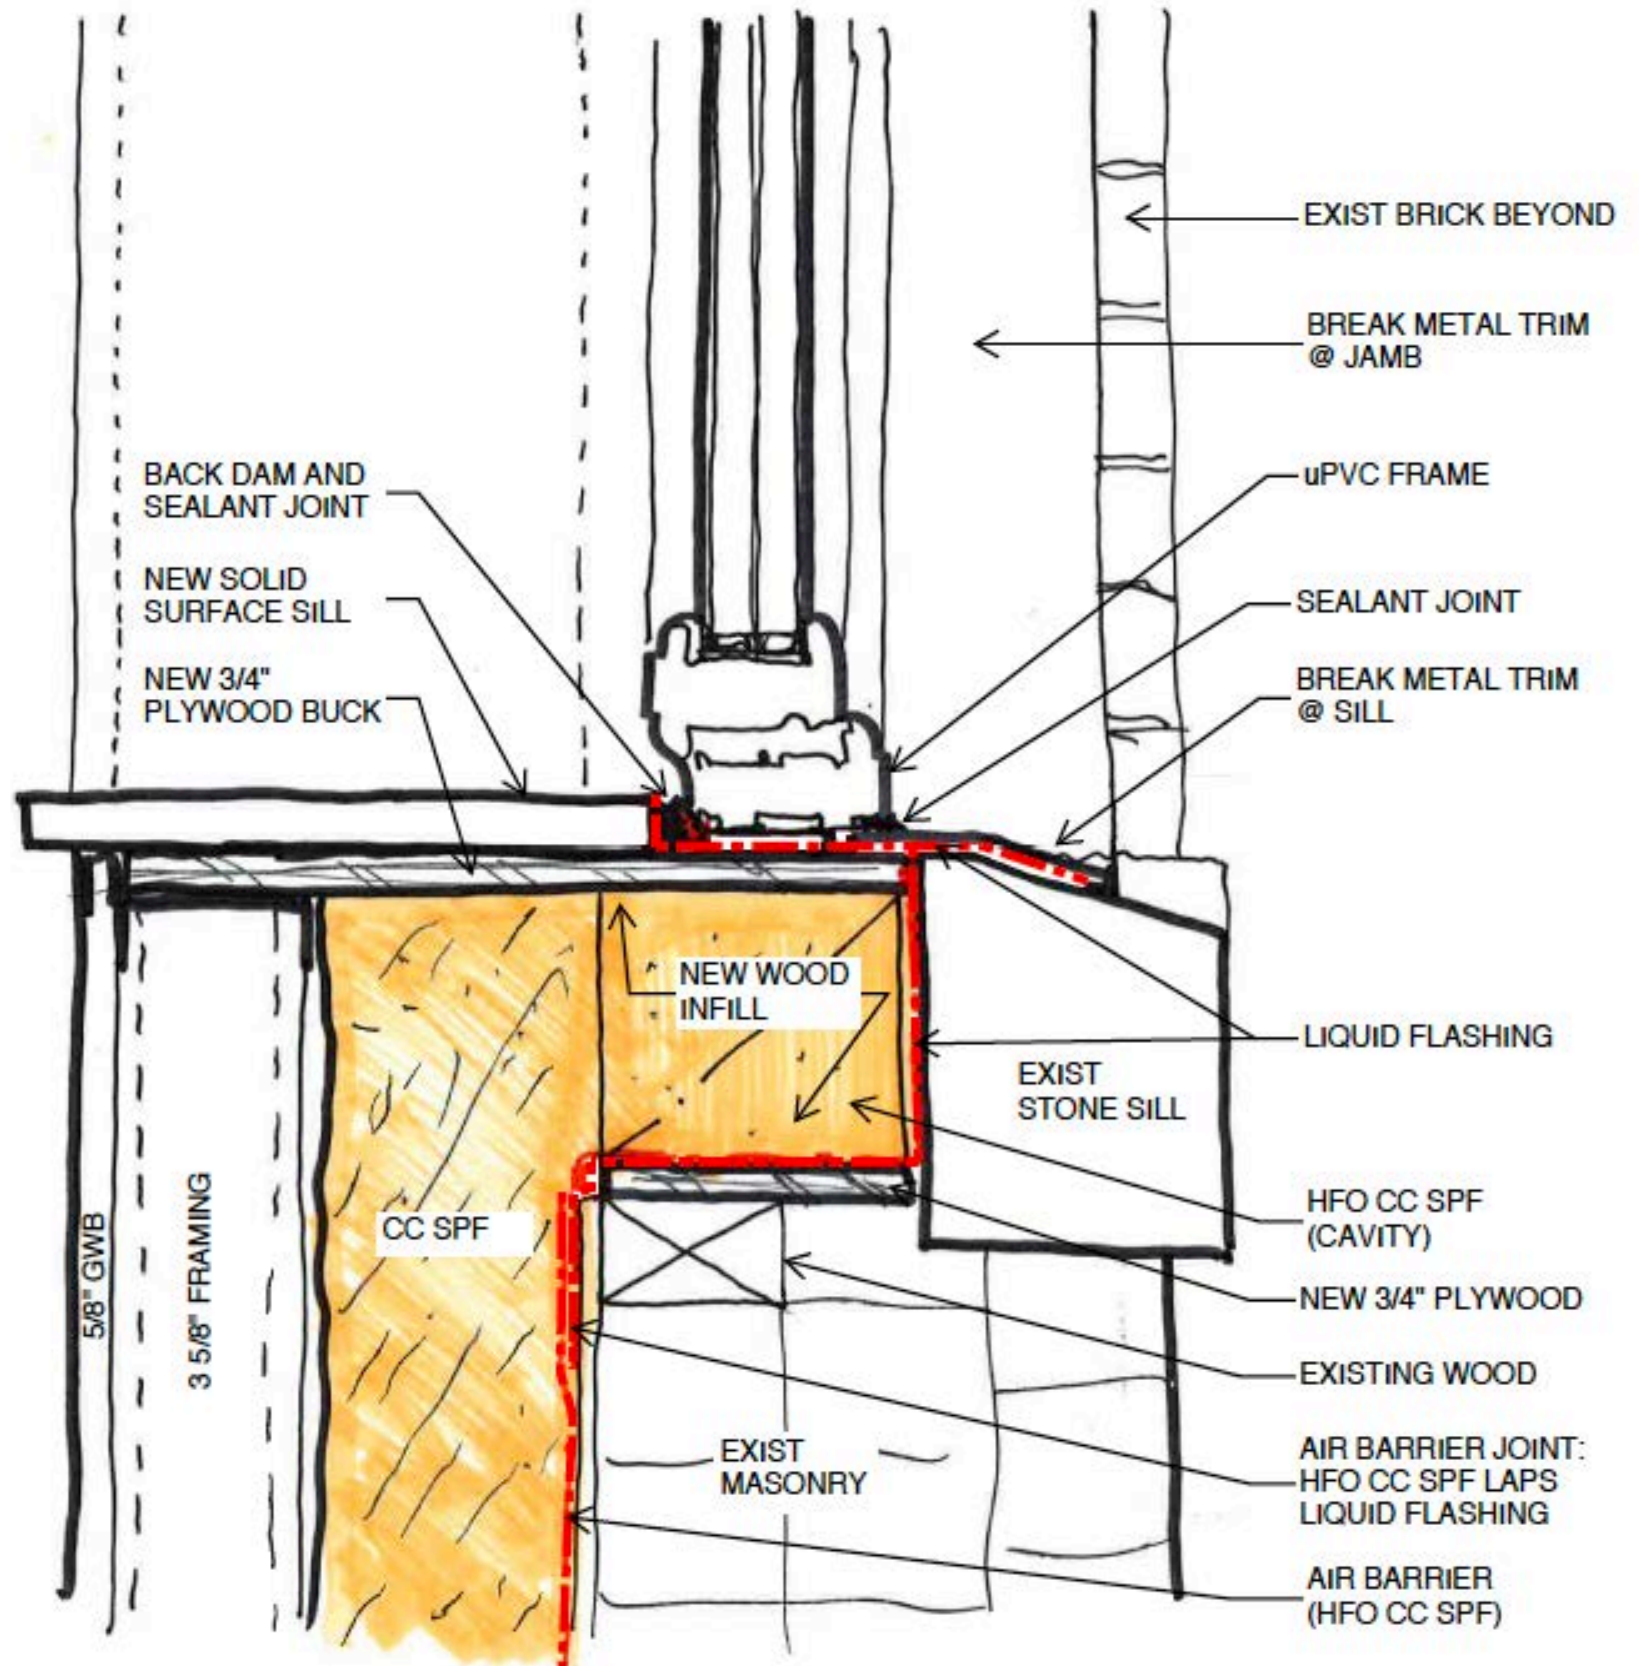 EXIST BRICK BEYOND
BREAK METAL TRIM
@ JAMB
BACK DAM AND
SEALANT JOINT
uPVC FRAME
NEW SOLID
SURFACE SILL
SEALANT JOINT
NEW 3/4"
PLYWOOD BUCK
BREAK METAL TRIM
@ SILL
NEW WOOD
INFILL
LIQUID FLASHING
EXIST
STONE SILL
CC SPF
HFO CC SPF
(CAVITY)
5/8" GWB
3 5/8" FRAMING
NEW 3/4" PLYWOOD
EXISTING WOOD
EXIST
MASONRY
AIR BARRIER JOINT:
HFO CC SPF LAPS
LIQUID FLASHING
AIR BARRIER
(HFO CC SPF)